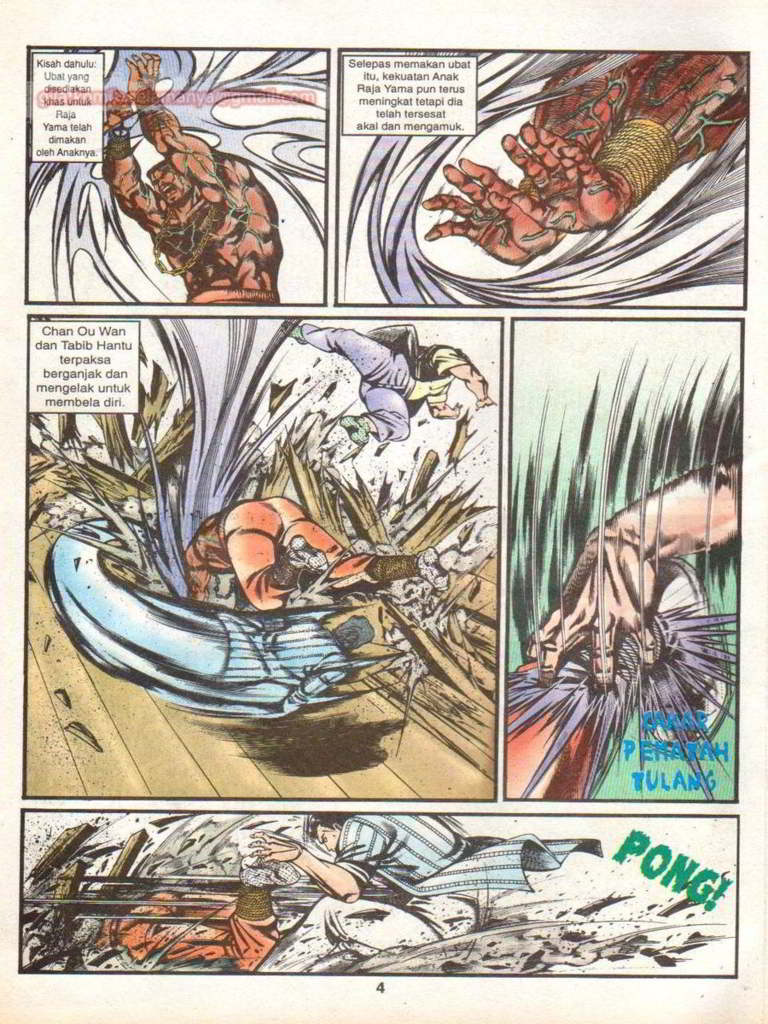 Kisah dahulu:
Ubat yang
disediakan
khas untuk
Raja
Yama telah
dimakan
oleh Anaknya.
Selepas memakan ubat
itu, kekuatan Anak
Raja Yama pun terus
meningkat tetapi dia
telah tersesat
akal dan mengamuk.
Chan Ou Wan
dan Tabib Hantu
terpaksa
berganjak dan
mengelak untuk
membela diri.
CAKAR
PEMATAH
TULANG
PONG!
4